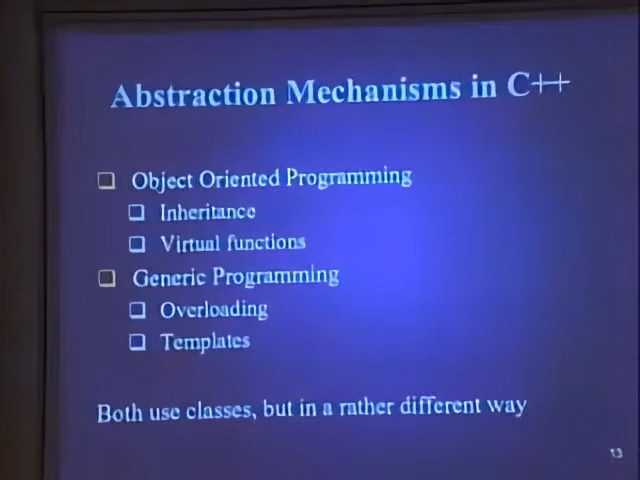 Abstraction Mechanisms in C++
Object Oriented Programming
Inheritance
Virtual functions
Generic Programming
Overloading
Templates
Both use classes, but in a rather different way
13